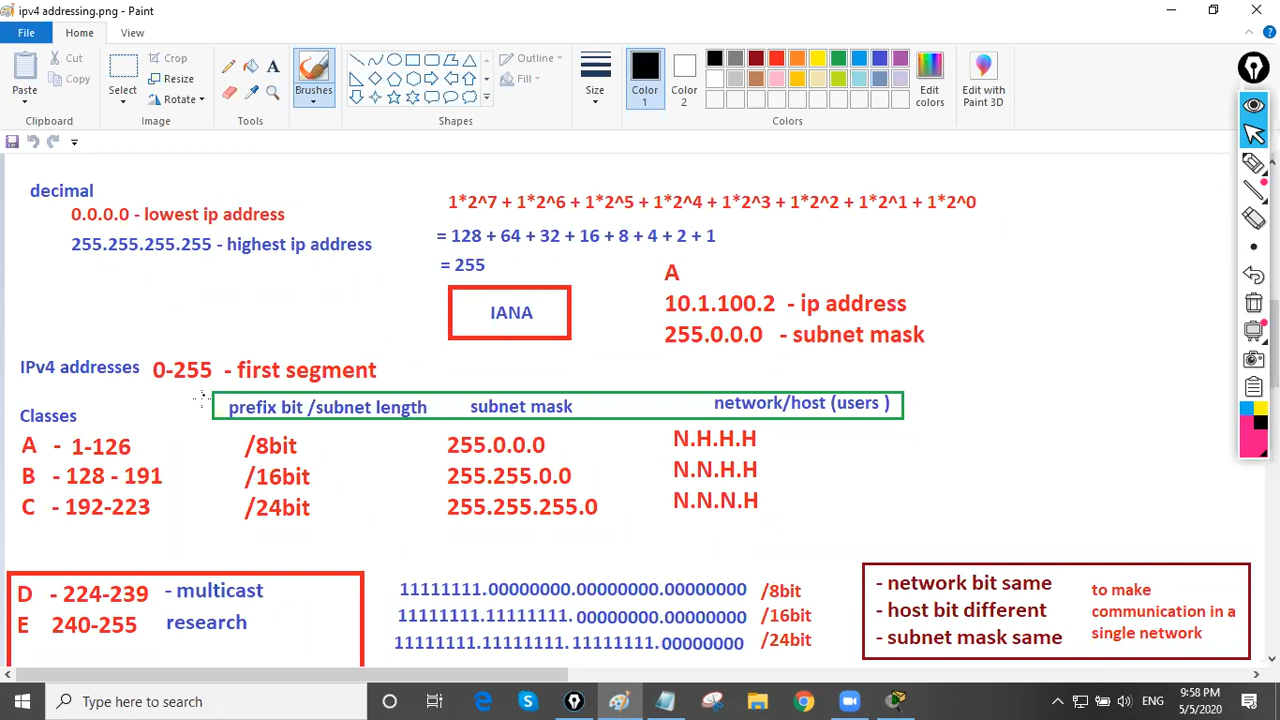 ipv4 addressing.png - Paint
File
Home
View
Paste
Cut
Copy
Clipboard
Select
Crop
Resize
Rotate
Image
A
Tools
Brushes
Outline
Fill
Shapes
Size
Color 1
Color 2
Edit colors
Colors
Edit with Paint 3D
decimal
0.0.0.0 - lowest ip address
255.255.255.255 - highest ip address
1*2^7 + 1*2^6 + 1*2^5 + 1*2^4 + 1*2^3 + 1*2^2 + 1*2^1 + 1*2^0
= 128 + 64 + 32 + 16 + 8 + 4 + 2 + 1
= 255
IANA
A
10.1.100.2 - ip address
255.0.0.0 - subnet mask
IPv4 addresses 0-255 - first segment
Classes
prefix bit /subnet length subnet mask network/host (users )
A - 1-126 /8bit 255.0.0.0 N.H.H.H
B - 128 - 191 /16bit 255.255.0.0 N.N.H.H
C - 192-223 /24bit 255.255.255.0 N.N.N.H
D - 224-239 - multicast
E 240-255 research
11111111.00000000.00000000.00000000 /8bit
11111111.11111111. 00000000.00000000 /16bit
11111111.11111111. 11111111. 00000000 /24bit
- network bit same
- host bit different
- subnet mask same
to make
communication in a
single network
Type here to search
ENG
9:58 PM
5/5/2020